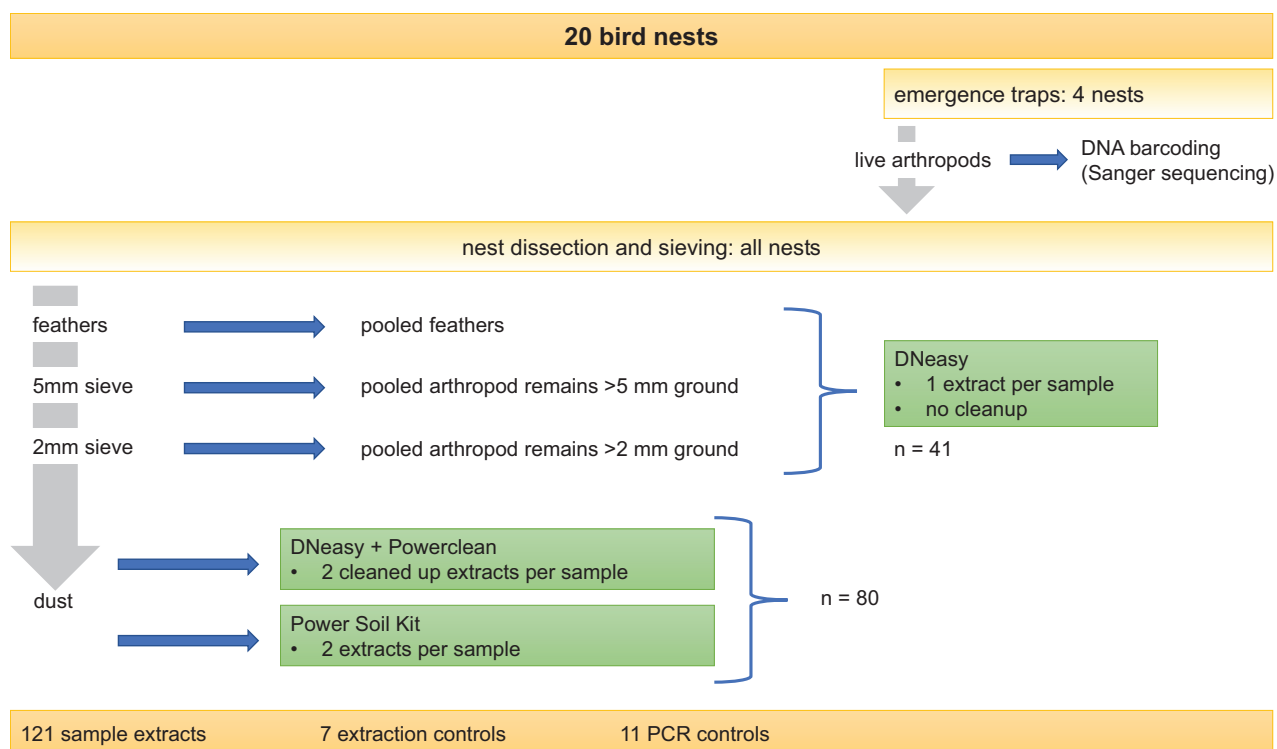 20 bird nests
emergence traps: 4 nests
live arthropods
DNA barcoding
(Sanger sequencing)
nest dissection and sieving: all nests
feathers
pooled feathers
5mm sieve
pooled arthropod remains >5 mm ground
2mm sieve
pooled arthropod remains >2 mm ground
DNeasy
• 1 extract per sample
• no cleanup
n = 41
dust
DNeasy + Powerclean
• 2 cleaned up extracts per sample
Power Soil Kit
• 2 extracts per sample
n = 80
121 sample extracts 7 extraction controls 11 PCR controls